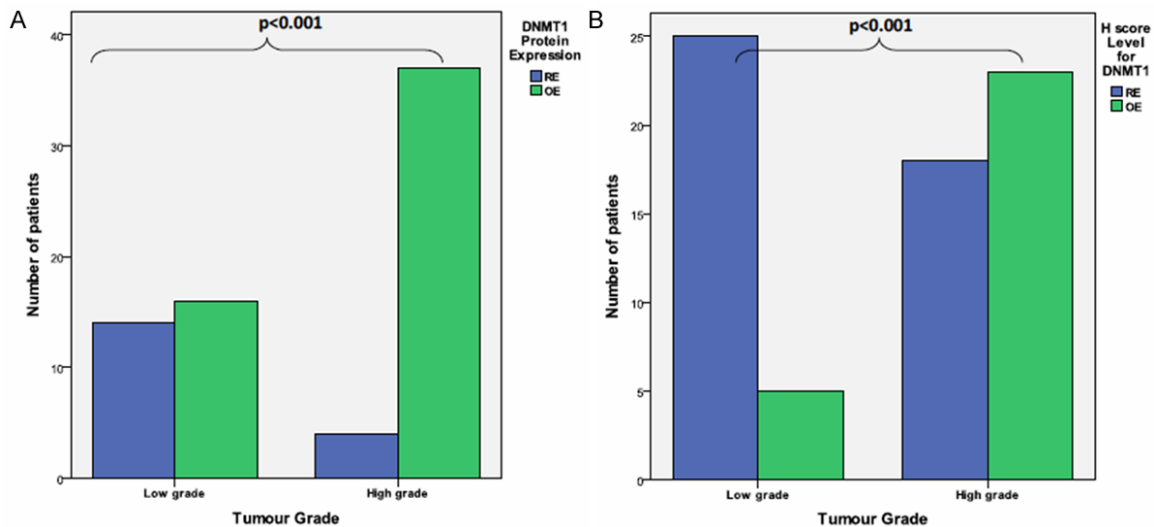 A
p<0.001
DNMT1
Protein
Expression
RE
OE
Number of patients
40
30
20
10
0
Low grade
High grade
Tumour Grade
B
p<0.001
H score
Level
for
DNMT1
RE
OE
Number of patients
25
20
15
10
5
0
Low grade
High grade
Tumour Grade